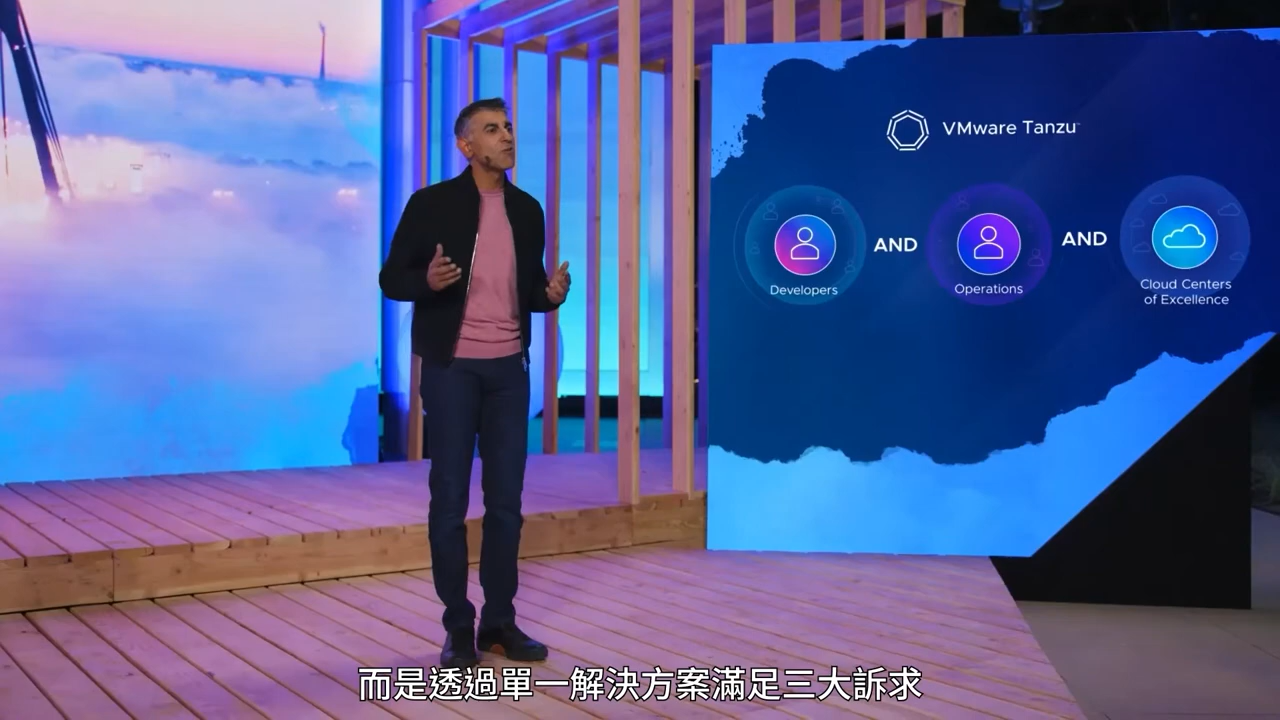 VMware Tanzu™
AND
AND
Developers
Operations
Cloud Centers
of Excellence
而是透過單一解決方案滿足三大訴求